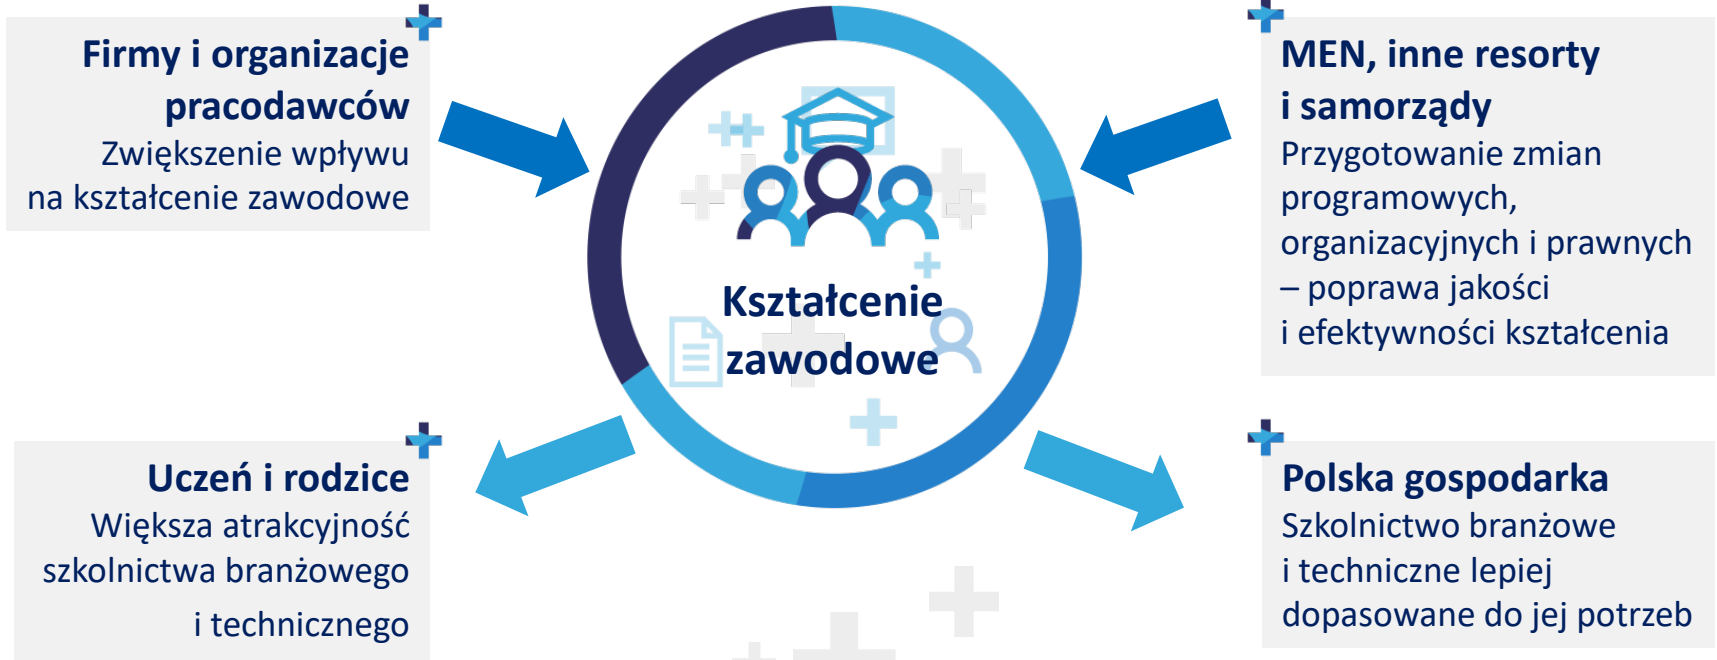 Firmy i organizacje
pracodawców
Zwiększenie wpływu
na kształcenie zawodowe
MEN, inne resorty
i samorządy
Przygotowanie zmian
programowych,
organizacyjnych i prawnych
– poprawa jakości
i efektywności kształcenia
Kształcenie
zawodowe
Uczeń i rodzice
Większa atrakcyjność
szkolnictwa branżowego
i technicznego
Polska gospodarka
Szkolnictwo branżowe
i techniczne lepiej
dopasowane do jej potrzeb